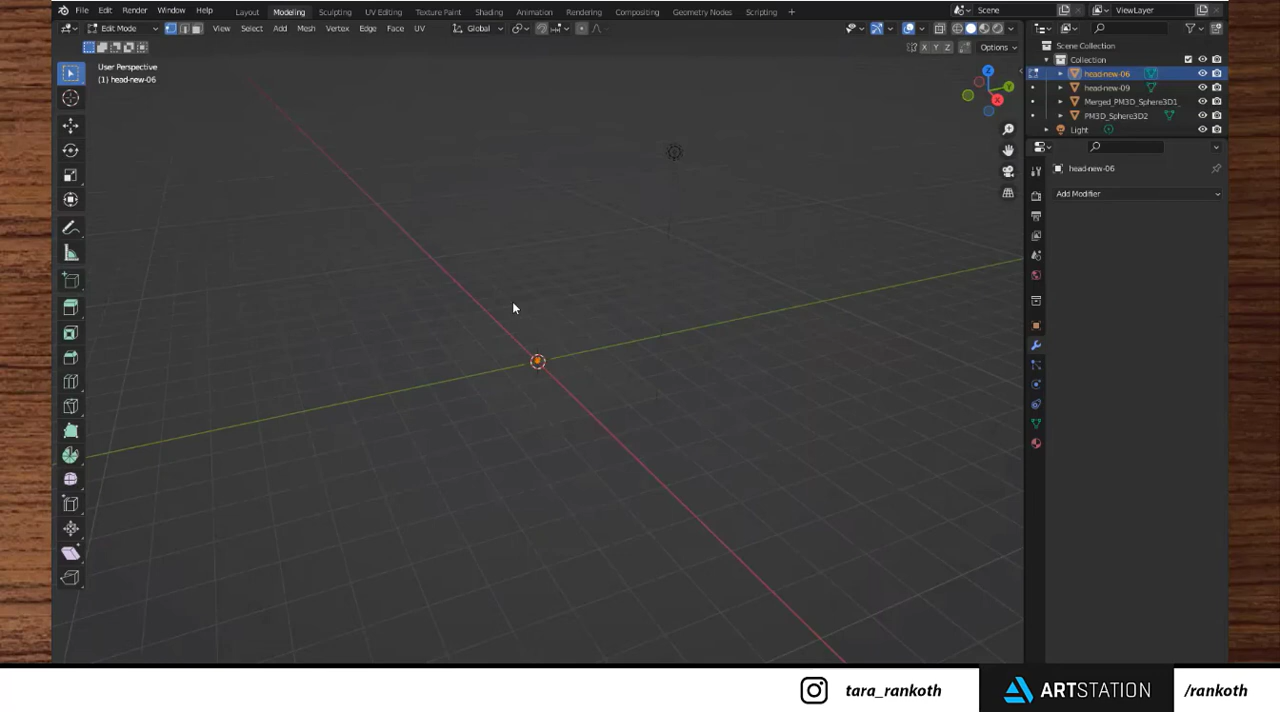 File Edit Render Window Help
Layout Modeling Sculpting UV Editing Texture Paint Shading Animation Rendering Compositing Geometry Nodes Scripting +
Scene
ViewLayer
Edit Mode
View Select Add Mesh Vertex Edge Face UV
Global
X Y Z
Options
User Perspective
(1) head-new-06
Z
Y
X
Scene Collection
Collection
head-new-06
head-new-09
Merged_PM3D_Sphere3D1_
PM3D_Sphere3D2
Light
head-new-06
Add Modifier
tara_rankoth
ARTSTATION
/rankoth